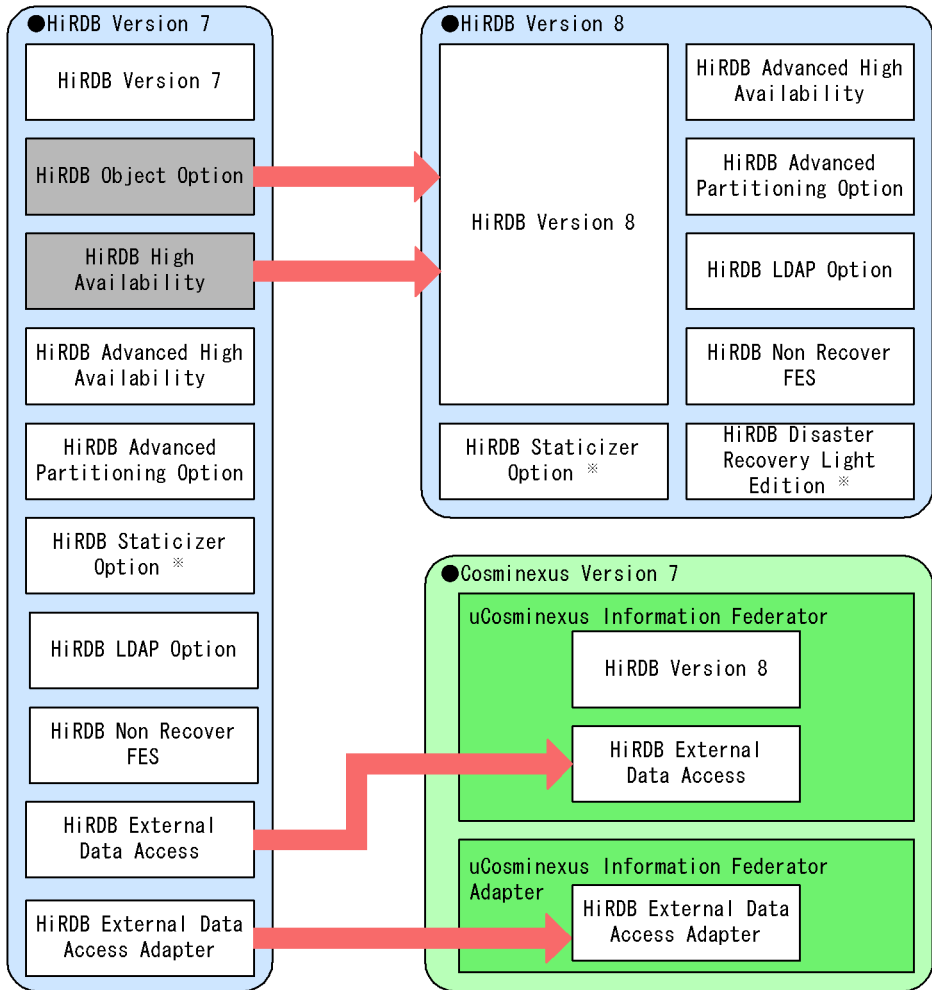 ●HiRDB Version 7
HiRDB Version 7
HiRDB Object Option
HiRDB High
Availability
HiRDB Advanced High
Availability
HiRDB Advanced
Partitioning Option
HiRDB Staticizer
Option ※
HiRDB LDAP Option
HiRDB Non Recover
FES
HiRDB External
Data Access
HiRDB External Data
Access Adapter
●HiRDB Version 8
HiRDB Version 8
HiRDB Advanced High
Availability
HiRDB Advanced
Partitioning Option
HiRDB LDAP Option
HiRDB Non Recover
FES
HiRDB Staticizer
Option ※
HiRDB Disaster
Recovery Light
Edition ※
●Cosminexus Version 7
uCosminexus Information Federator
HiRDB Version 8
HiRDB External
Data Access
uCosminexus Information Federator
Adapter
HiRDB External Data
Access Adapter